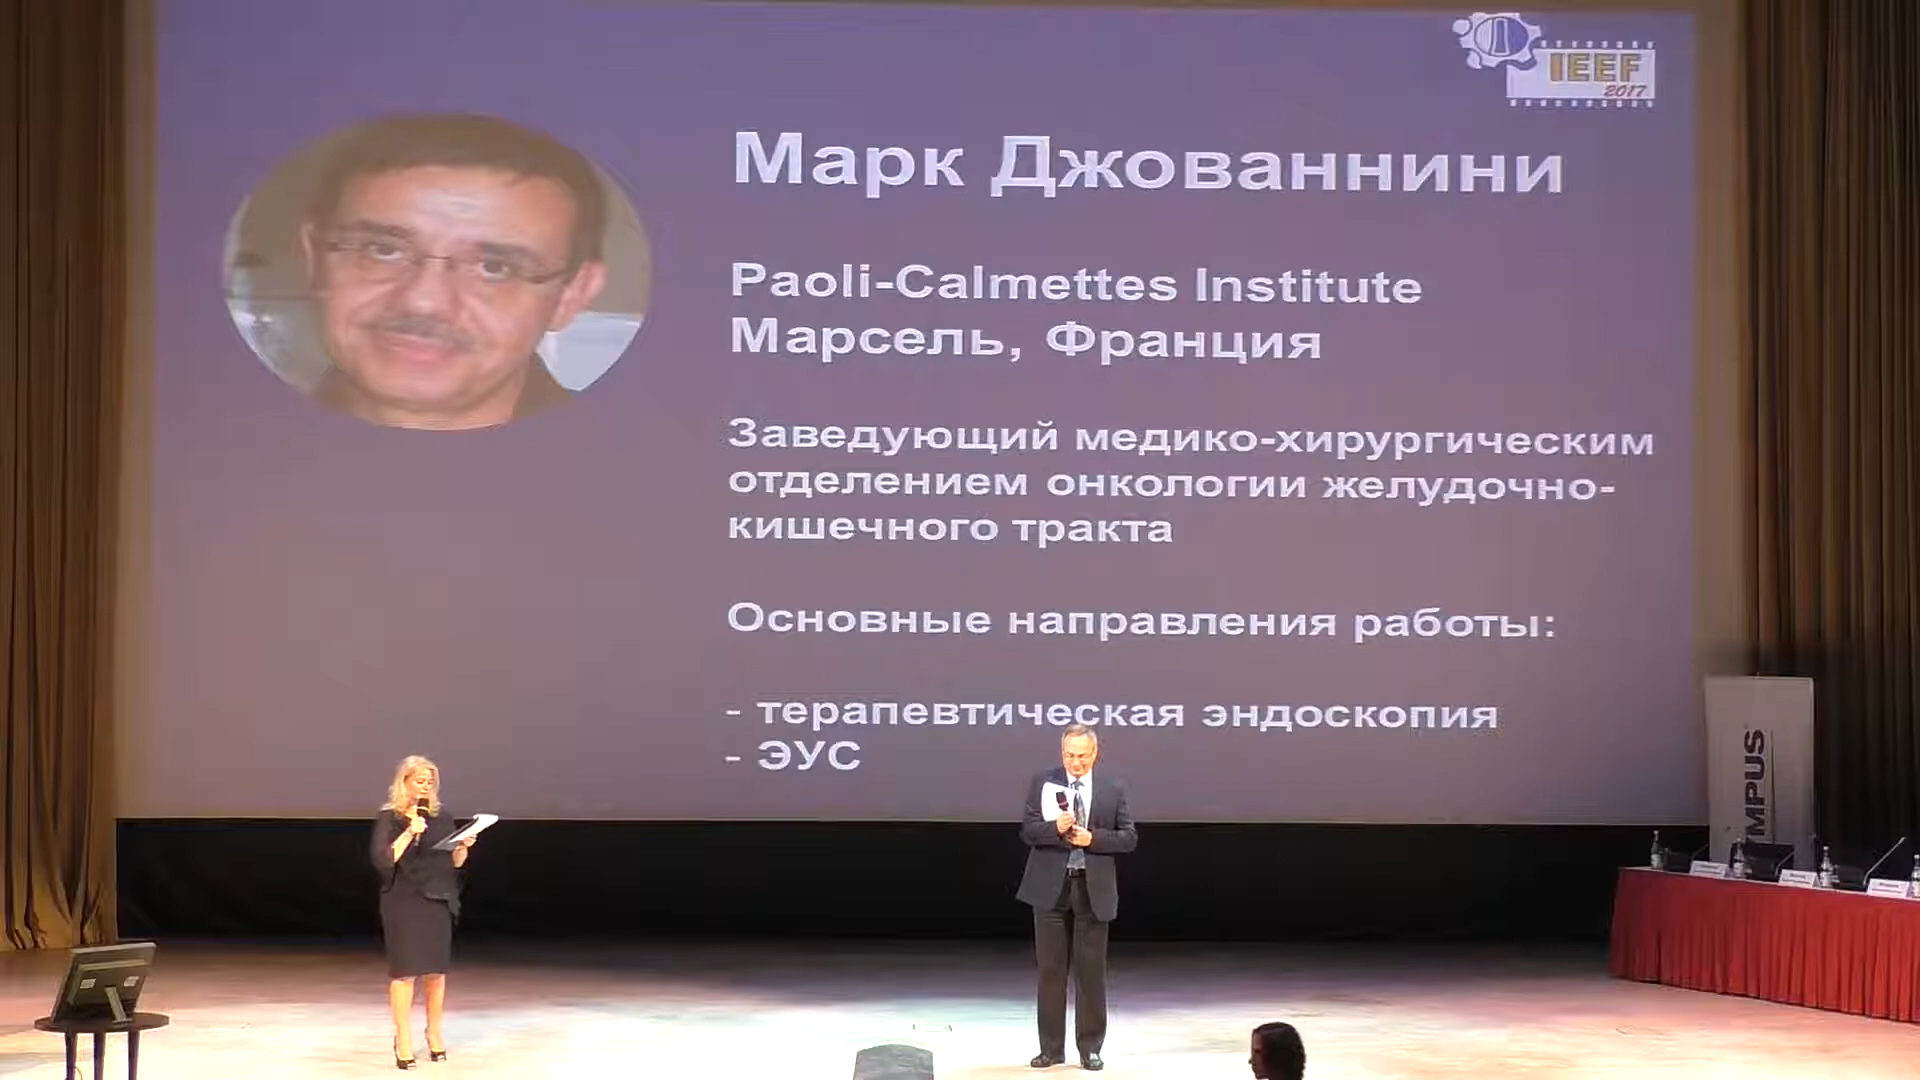 IEEF
2017
Марк Джованнини
Paoli-Calmettes Institute
Марсель, Франция
Заведующий медико-хирургическим
отделением онкологии желудочно-
кишечного тракта
Основные направления работы:
- терапевтическая эндоскопия
- ЭУС
MPUS